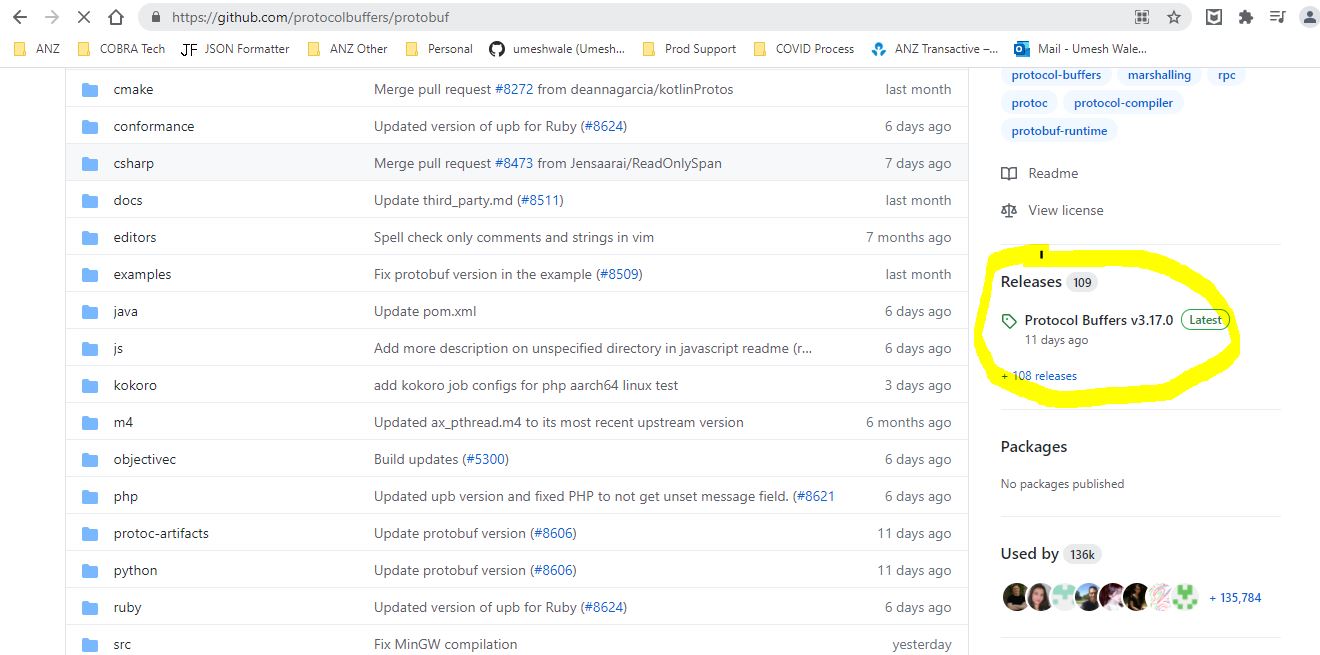 https://github.com/protocolbuffers/protobuf
ANZ COBRA Tech JF JSON Formatter ANZ Other Personal umeshwale (Umesh... Prod Support COVID Process ANZ Transactive –... Mail - Umesh Wale...
cmake Merge pull request #8272 from deannagarcia/kotlinProtos last month
conformance Updated version of upb for Ruby (#8624) 6 days ago
csharp Merge pull request #8473 from Jensaarai/ReadOnlySpan 7 days ago
docs Update third_party.md (#8511) last month
editors Spell check only comments and strings in vim 7 months ago
examples Fix protobuf version in the example (#8509) last month
java Update pom.xml 6 days ago
js Add more description on unspecified directory in javascript readme (r... 6 days ago
kokoro add kokoro job configs for php aarch64 linux test 3 days ago
m4 Updated ax_pthread.m4 to its most recent upstream version 6 months ago
objectivec Build updates (#5300) 6 days ago
php Updated upb version and fixed PHP to not get unset message field. (#8621 6 days ago
protoc-artifacts Update protobuf version (#8606) 11 days ago
python Update protobuf version (#8606) 11 days ago
ruby Updated version of upb for Ruby (#8624) 6 days ago
src Fix MinGW compilation yesterday
protocol-buffers marshalling rpc
protoc protocol-compiler
protobuf-runtime
Readme
View license
Releases 109
Protocol Buffers v3.17.0 Latest
11 days ago
+ 108 releases
Packages
No packages published
Used by 136k
+ 135,784